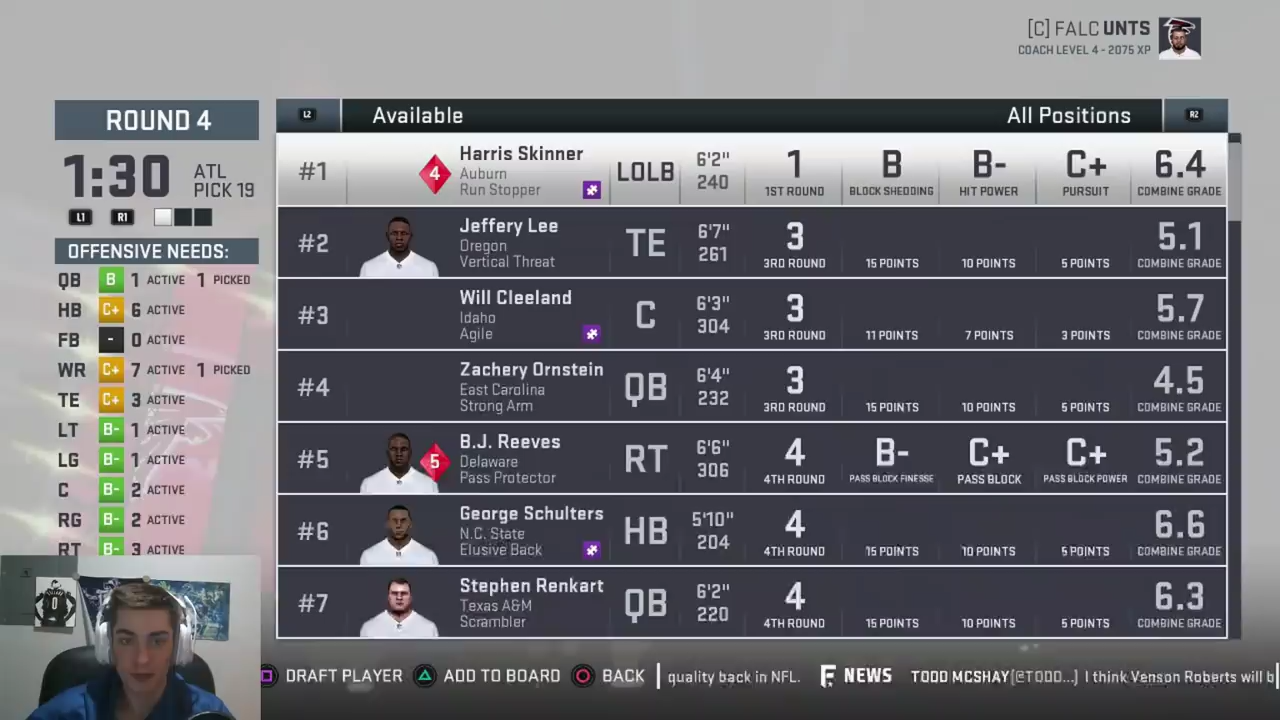 [C] FALC UNTS
COACH LEVEL 4 - 2075 XP
ROUND 4
1:30
ATL
PICK 19
L1
R1
OFFENSIVE NEEDS:
QB B 1 ACTIVE 1 PICKED
HB C+ 6 ACTIVE
FB - 0 ACTIVE
WR C+ 7 ACTIVE 1 PICKED
TE C+ 3 ACTIVE
LT B- 1 ACTIVE
LG B- 1 ACTIVE
C B- 2 ACTIVE
RG B- 2 ACTIVE
RT B- 3 ACTIVE
0
L2
Available
All Positions
R2
#1
4
Harris Skinner
Auburn
Run Stopper
LOLB
6'2"
240
1
1ST ROUND
B
BLOCK SHEDDING
B-
HIT POWER
C+
PURSUIT
6.4
COMBINE GRADE
#2
Jeffery Lee
Oregon
Vertical Threat
TE
6'7"
261
3
3RD ROUND
15 POINTS
10 POINTS
5 POINTS
5.1
COMBINE GRADE
#3
Will Cleeland
Idaho
Agile
C
6'3"
304
3
3RD ROUND
11 POINTS
7 POINTS
3 POINTS
5.7
COMBINE GRADE
#4
Zachery Ornstein
East Carolina
Strong Arm
QB
6'4"
232
3
3RD ROUND
15 POINTS
10 POINTS
5 POINTS
4.5
COMBINE GRADE
#5
5
B.J. Reeves
Delaware
Pass Protector
RT
6'6"
306
4
4TH ROUND
B-
PASS BLOCK FINESSE
C+
PASS BLOCK
C+
PASS BLOCK POWER
5.2
COMBINE GRADE
#6
George Schulters
N.C. State
Elusive Back
HB
5'10"
204
4
4TH ROUND
15 POINTS
10 POINTS
5 POINTS
6.6
COMBINE GRADE
#7
Stephen Renkart
Texas A&M
Scrambler
QB
6'2"
220
4
4TH ROUND
15 POINTS
10 POINTS
5 POINTS
6.3
COMBINE GRADE
DRAFT PLAYER
ADD TO BOARD
BACK
quality back in NFL.
F NEWS
TODD MCSHAY(@TODD...) I think Venson Roberts will b